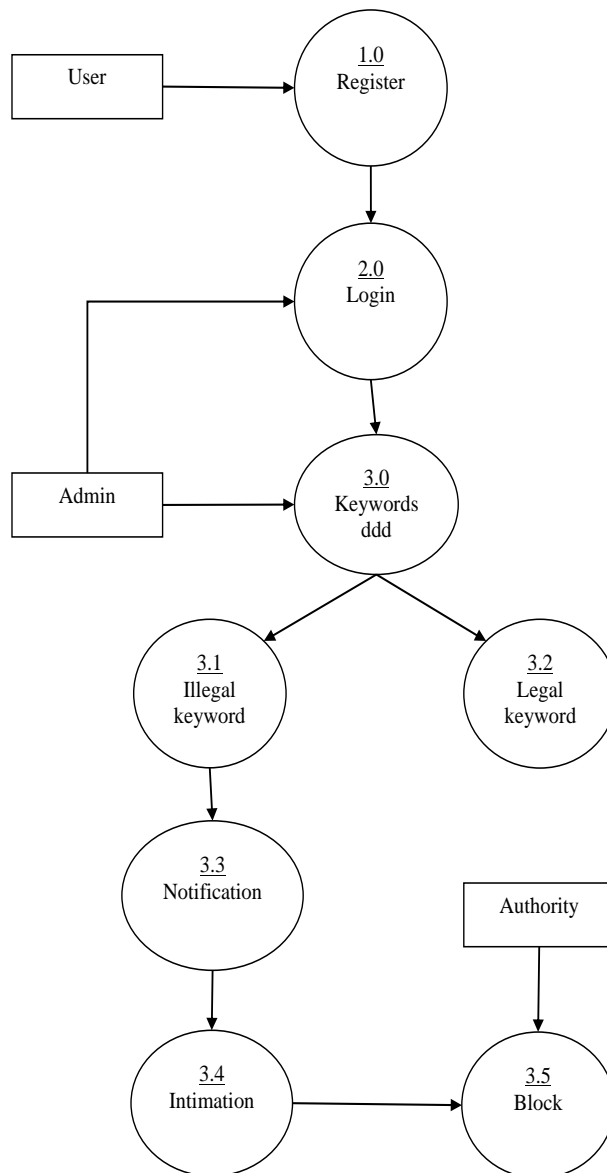 1.0
User
Register
2.0
Login
Admin
3.0
Keywords
ddd
3.1
Illegal
keyword
3.2
Legal
keyword
3.3
Notification
Authority
3.4
Intimation
3.5
Block